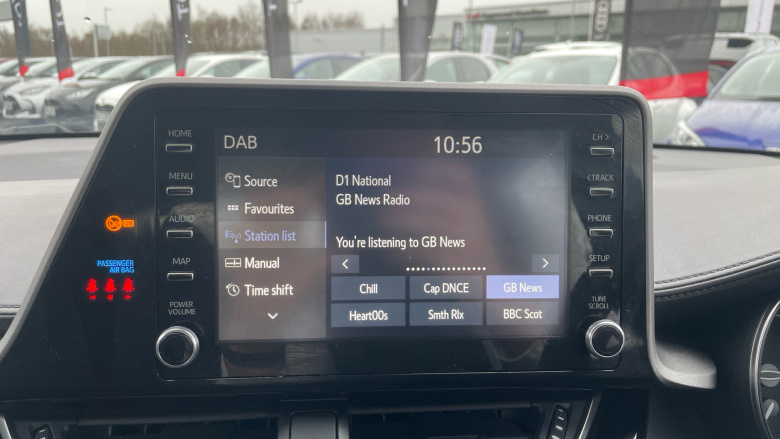 HOME
MENU
AUDIO
MAP
POWER
VOLUME
PASSENGER
AIR BAG
DAB
10:56
Source
Favourites
Station list
Manual
Time shift
D1 National
GB News Radio
You're listening to GB News
<
>
Chill
Cap DNCE
GB News
Heart00s
Smth Rlx
BBC Scot
CH >
< TRACK
PHONE
SETUP
TUNE
SCROLL